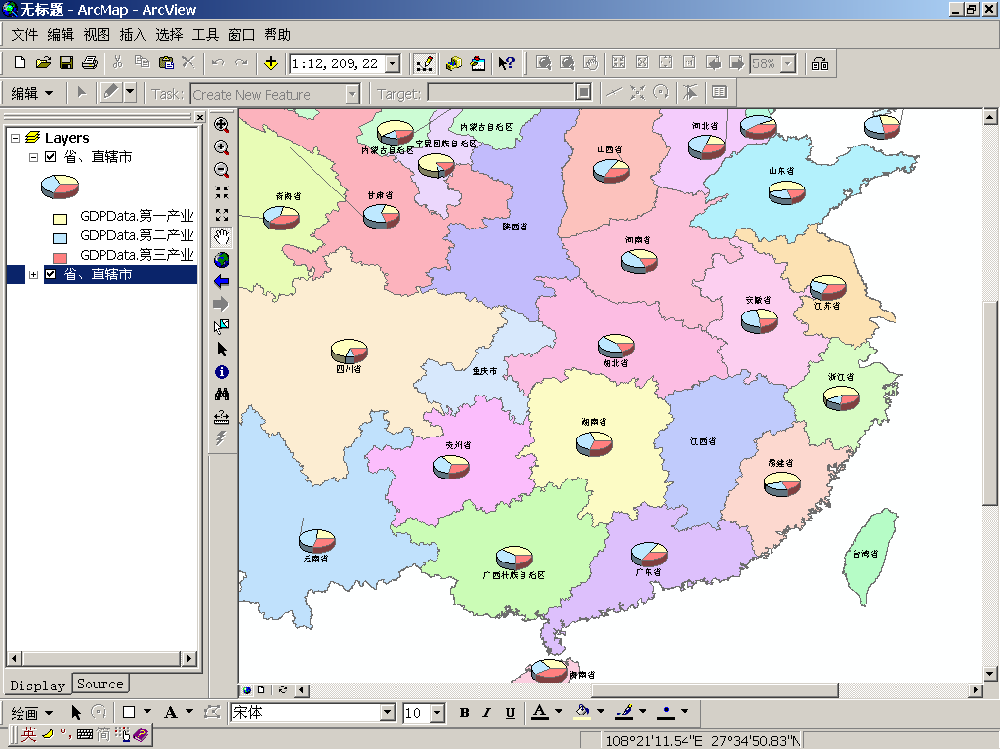 无标题 - ArcMap - ArcView
文件 编辑 视图 插入 选择 工具 窗口 帮助
1:12,209,22
58%
编辑
Task: Create New Feature
Target:
Layers
省、直辖市
GDPData.第一产业
GDPData.第二产业
GDPData.第三产业
省、直辖市
内蒙古自治区
河北省
内蒙古自治区
宁夏回族自治区
山西省
山东省
青海省
甘肃省
陕西省
河南省
安徽省
江苏省
四川省
重庆市
湖北省
浙江省
湖南省
江西省
贵州省
福建省
云南省
广西壮族自治区
广东省
台湾省
海南省
Display
Source
绘画
A
宋体
10
B I U
A
英
简
108°21'11.54"E 27°34'50.83"N